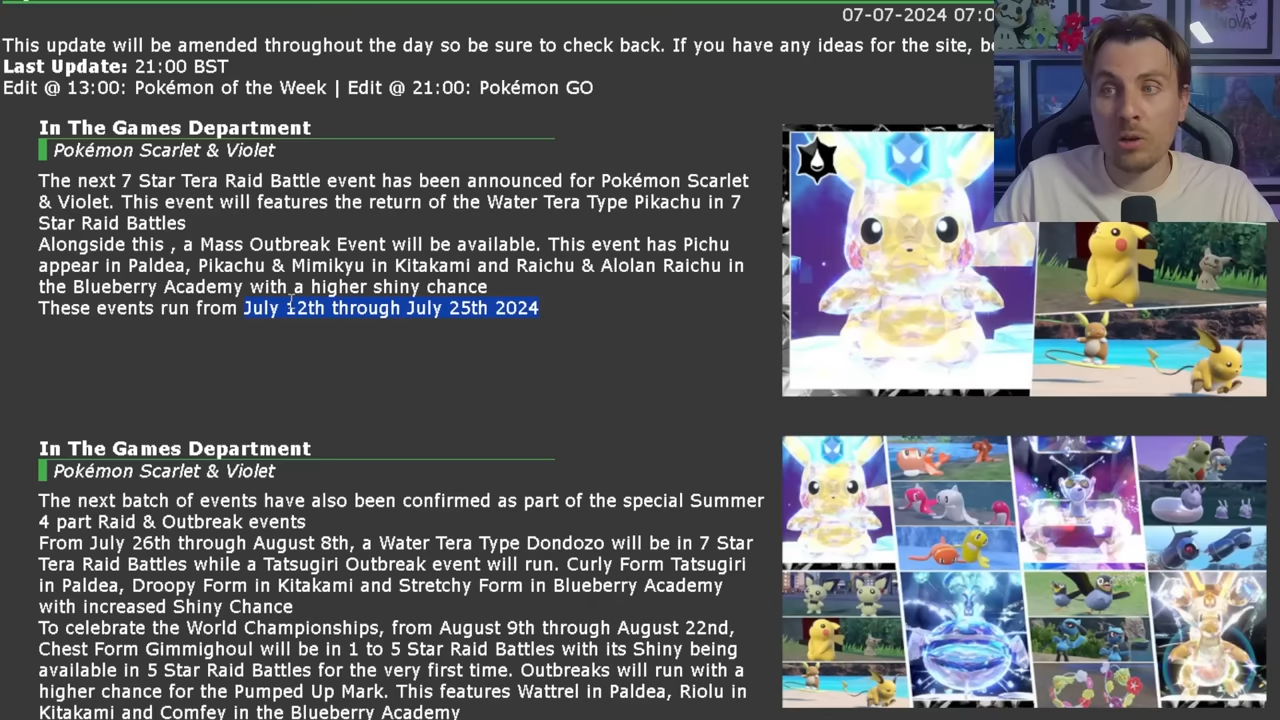 07-07-2024 07:0
This update will be amended throughout the day so be sure to check back. If you have any ideas for the site, be
Last Update: 21:00 BST
Edit @ 13:00: Pokémon of the Week | Edit @ 21:00: Pokémon GO
In The Games Department
Pokémon Scarlet & Violet
The next 7 Star Tera Raid Battle event has been announced for Pokémon Scarlet
& Violet. This event will features the return of the Water Tera Type Pikachu in 7
Star Raid Battles
Alongside this , a Mass Outbreak Event will be available. This event has Pichu
appear in Paldea, Pikachu & Mimikyu in Kitakami and Raichu & Alolan Raichu in
the Blueberry Academy with a higher shiny chance
These events run from July 12th through July 25th 2024
In The Games Department
Pokémon Scarlet & Violet
The next batch of events have also been confirmed as part of the special Summer
4 part Raid & Outbreak events
From July 26th through August 8th, a Water Tera Type Dondozo will be in 7 Star
Tera Raid Battles while a Tatsugiri Outbreak event will run. Curly Form Tatsugiri
in Paldea, Droopy Form in Kitakami and Stretchy Form in Blueberry Academy
with increased Shiny Chance
To celebrate the World Championships, from August 9th through August 22nd,
Chest Form Gimmighoul will be in 1 to 5 Star Raid Battles with its Shiny being
available in 5 Star Raid Battles for the very first time. Outbreaks will run with a
higher chance for the Pumped Up Mark. This features Wattrel in Paldea, Riolu in
Kitakami and Comfey in the Blueberry Academy